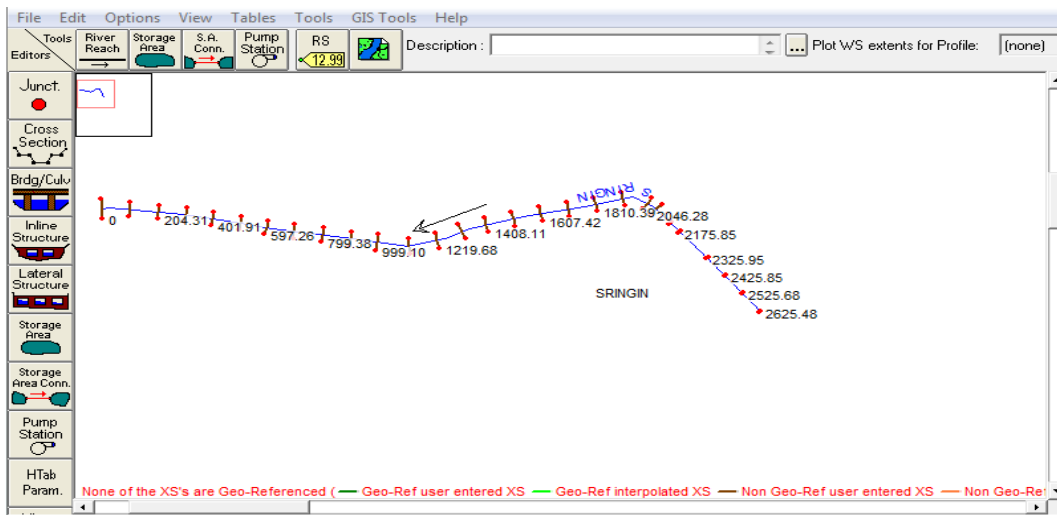 File Edit Options View Tables Tools GIS Tools Help
Tools
Editors
River Reach
Storage Area
S.A. Conn.
Pump Station
RS
12.99
Description :
...
Plot WS extents for Profile:
(none)
Junct.
Cross Section
Brdg/Culv
Inline Structure
Lateral Structure
Storage Area
Storage Area Conn.
Pump Station
HTab Param.
S RINGIN
0
204.31
401.91
597.26
799.38
999.10
1219.68
1408.11
1607.42
1810.39
2046.28
2175.85
2325.95
2425.85
2525.68
2625.48
SRINGIN
None of the XS's are Geo-Referenced ( Geo-Ref user entered XS Geo-Ref interpolated XS Non Geo-Ref user entered XS Non Geo-Ref